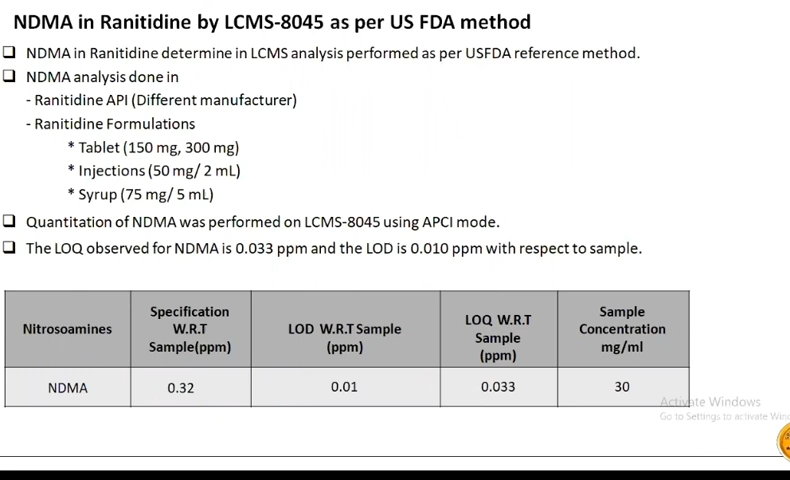 NDMA in Ranitidine by LCMS-8045 as per US FDA method
NDMA in Ranitidine determine in LCMS analysis performed as per USFDA reference method.
NDMA analysis done in
- Ranitidine API (Different manufacturer)
- Ranitidine Formulations
* Tablet (150 mg, 300 mg)
* Injections (50 mg/ 2 mL)
* Syrup (75 mg/ 5 mL)
Quantitation of NDMA was performed on LCMS-8045 using APCI mode.
The LOQ observed for NDMA is 0.033 ppm and the LOD is 0.010 ppm with respect to sample.
Nitrosoamines
Specification
W.R.T
Sample(ppm)
LOD W.R.T Sample
(ppm)
LOQ W.R.T
Sample
(ppm)
Sample
Concentration
mg/ml
NDMA
0.32
0.01
0.033
30
Activate Windows
Go to Settings to activate Win